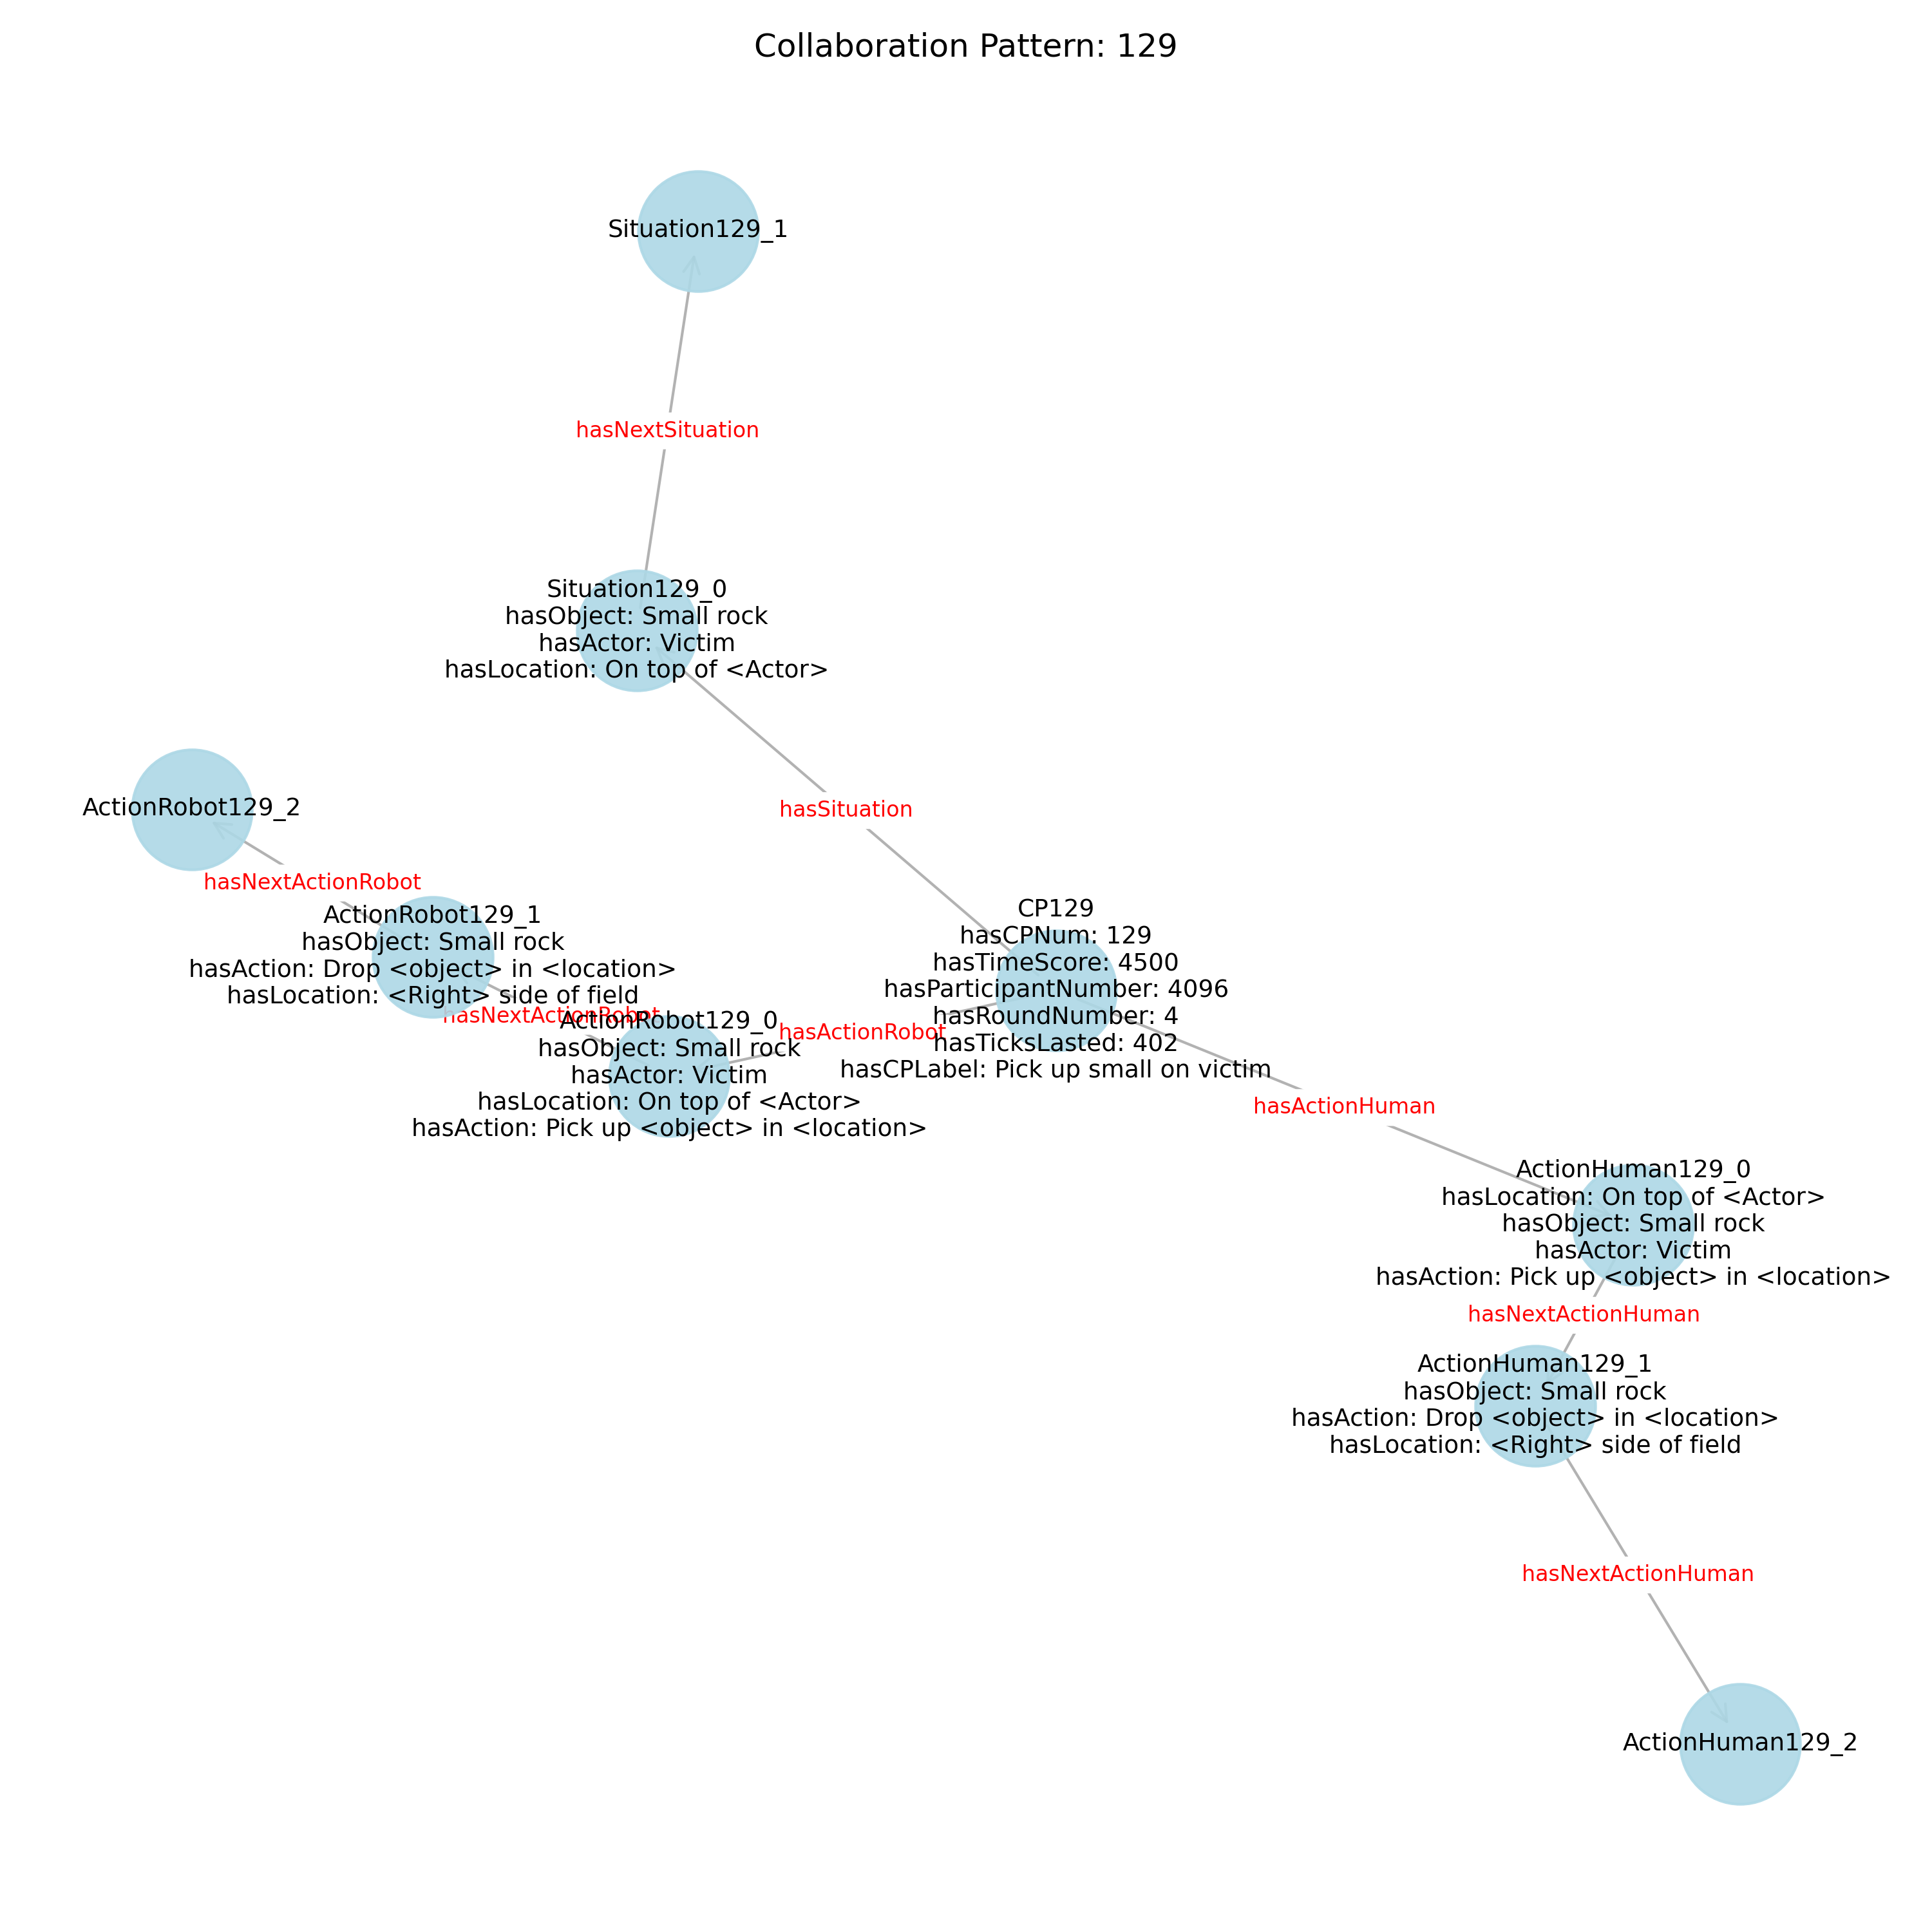 Collaboration Pattern: 129
Situation129_1
hasNextSituation
Situation129_0
hasObject: Small rock
hasActor: Victim
hasLocation: On top of <Actor>
hasSituation
ActionRobot129_2
hasNextActionRobot
ActionRobot129_1
hasObject: Small rock
hasAction: Drop <object> in <location>
hasLocation: <Right> side of field
hasNextActionRobot
ActionRobot129_0
hasObject: Small rock
hasActor: Victim
hasLocation: On top of <Actor>
hasAction: Pick up <object> in <location>
hasActionRobot
CP129
hasCPNum: 129
hasTimeScore: 4500
hasParticipantNumber: 4096
hasRoundNumber: 4
hasTicksLasted: 402
hasCPLabel: Pick up small on victim
hasActionHuman
ActionHuman129_0
hasLocation: On top of <Actor>
hasObject: Small rock
hasActor: Victim
hasAction: Pick up <object> in <location>
hasNextActionHuman
ActionHuman129_1
hasObject: Small rock
hasAction: Drop <object> in <location>
hasLocation: <Right> side of field
hasNextActionHuman
ActionHuman129_2